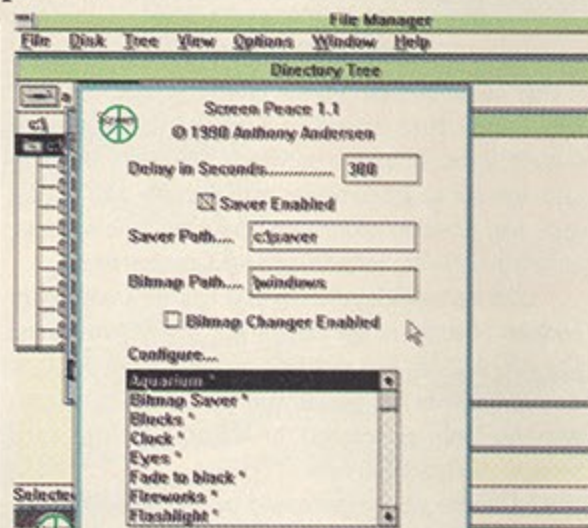 File Manager
File Disk Tree View Options Window Help
Directory Tree
Screen
Screen Peace 1.1
© 1990 Anthony Andersen
Delay in Seconds............. 300
Saver Enabled
Saver Path.... c:\saver
Bitmap Path.... \windows
Bitmap Changer Enabled
Configure...
Aquarium *
Bitmap Saver *
Blocks *
Clock *
Eyes *
Fade to black *
Fireworks *
Flashlight *